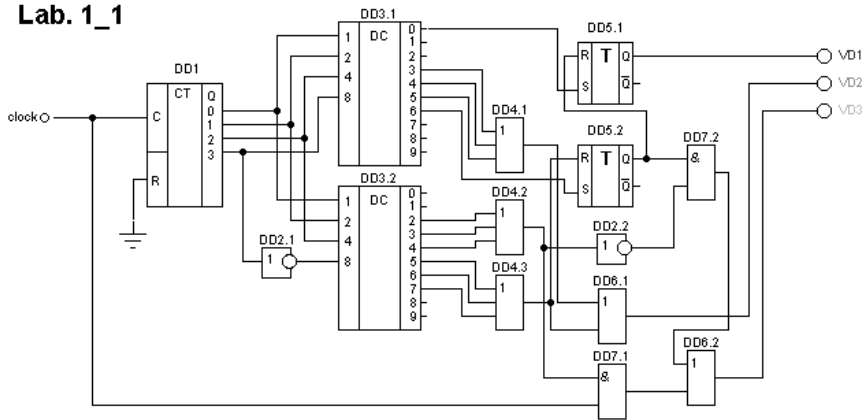 Lab. 1_1
clock
DD1
CT
C
R
Q
0
1
2
3
DD2.1
1
DD3.1
DC
1
2
4
8
0
1
2
3
4
5
6
7
8
9
DD3.2
DC
1
2
4
8
0
1
2
3
4
5
6
7
8
9
DD4.1
1
DD4.2
1
DD4.3
1
DD5.1
R
T
Q
S
Q
DD5.2
R
T
Q
S
Q
DD2.2
1
DD6.1
1
DD7.1
&
DD7.2
&
DD6.2
1
VD1
VD2
VD3